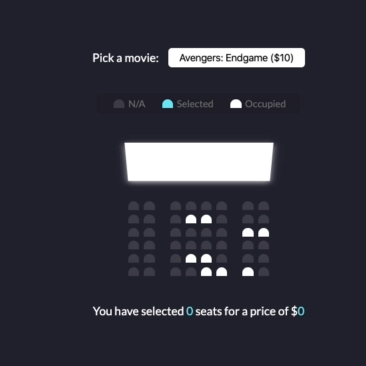 Pick a movie: Avengers: Endgame ($10)
N/A Selected Occupied
You have selected 0 seats for a price of $0